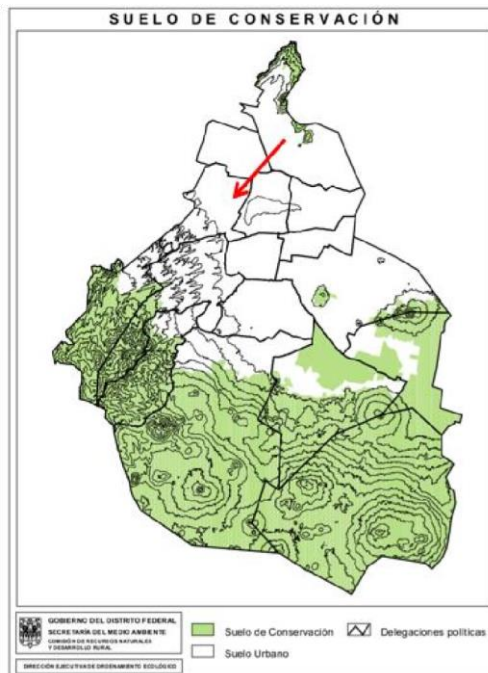 SUELO DE CONSERVACIÓN
GOBIERNO DEL DISTRITO FEDERAL
SECRETARÍA DEL MEDIO AMBIENTE
COMISIÓN DE RECURSOS NATURALES
Y DESARROLLO RURAL
DIRECCIÓN EJECUTIVA DE ORDENAMIENTO ECOLÓGICO
Suelo de Conservación
Delegaciones políticas
Suelo Urbano